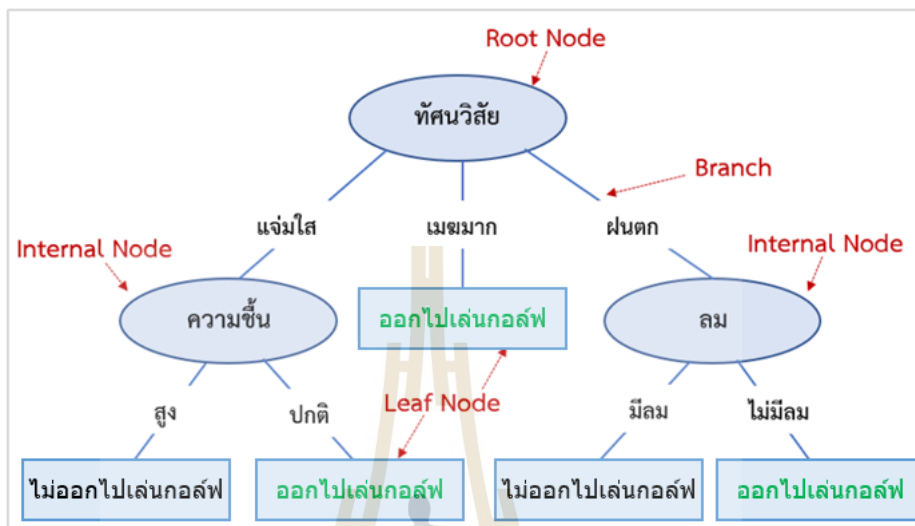 Root Node
ทัศนวิสัย
Branch
แจ่มใส
เมฆมาก
ฝนตก
Internal Node
Internal Node
ความชื้น
ออกไปเล่นกอล์ฟ
ลม
Leaf Node
สูง
ปกติ
มีลม
ไม่มีลม
ไม่ออกไปเล่นกอล์ฟ
ออกไปเล่นกอล์ฟ
ไม่ออกไปเล่นกอล์ฟ
ออกไปเล่นกอล์ฟ